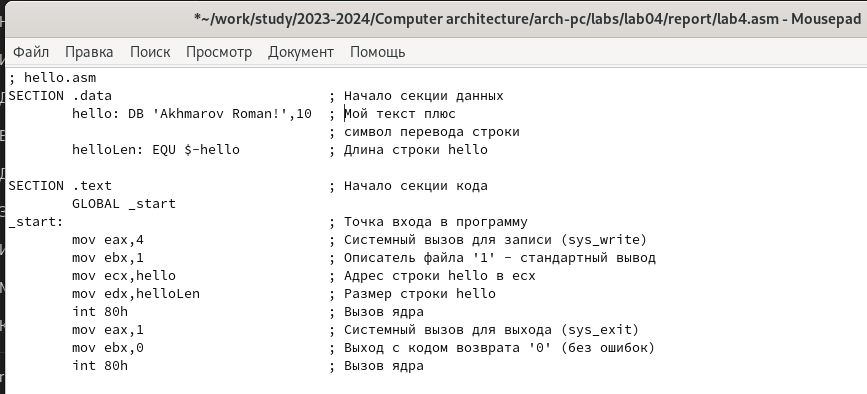 *~/work/study/2023-2024/Computer architecture/arch-pc/labs/lab04/report/lab4.asm - Mousepad
Файл Правка Поиск Просмотр Документ Помощь
; hello.asm
SECTION .data ; Начало секции данных
hello: DB 'Akhmarov Roman!',10 ; Мой текст плюс
; символ перевода строки
helloLen: EQU $-hello ; Длина строки hello
SECTION .text ; Начало секции кода
GLOBAL _start
_start: ; Точка входа в программу
mov eax,4 ; Системный вызов для записи (sys_write)
mov ebx,1 ; Описатель файла '1' - стандартный вывод
mov ecx,hello ; Адрес строки hello в ecx
mov edx,helloLen ; Размер строки hello
int 80h ; Вызов ядра
mov eax,1 ; Системный вызов для выхода (sys_exit)
mov ebx,0 ; Выход с кодом возврата '0' (без ошибок)
int 80h ; Вызов ядра